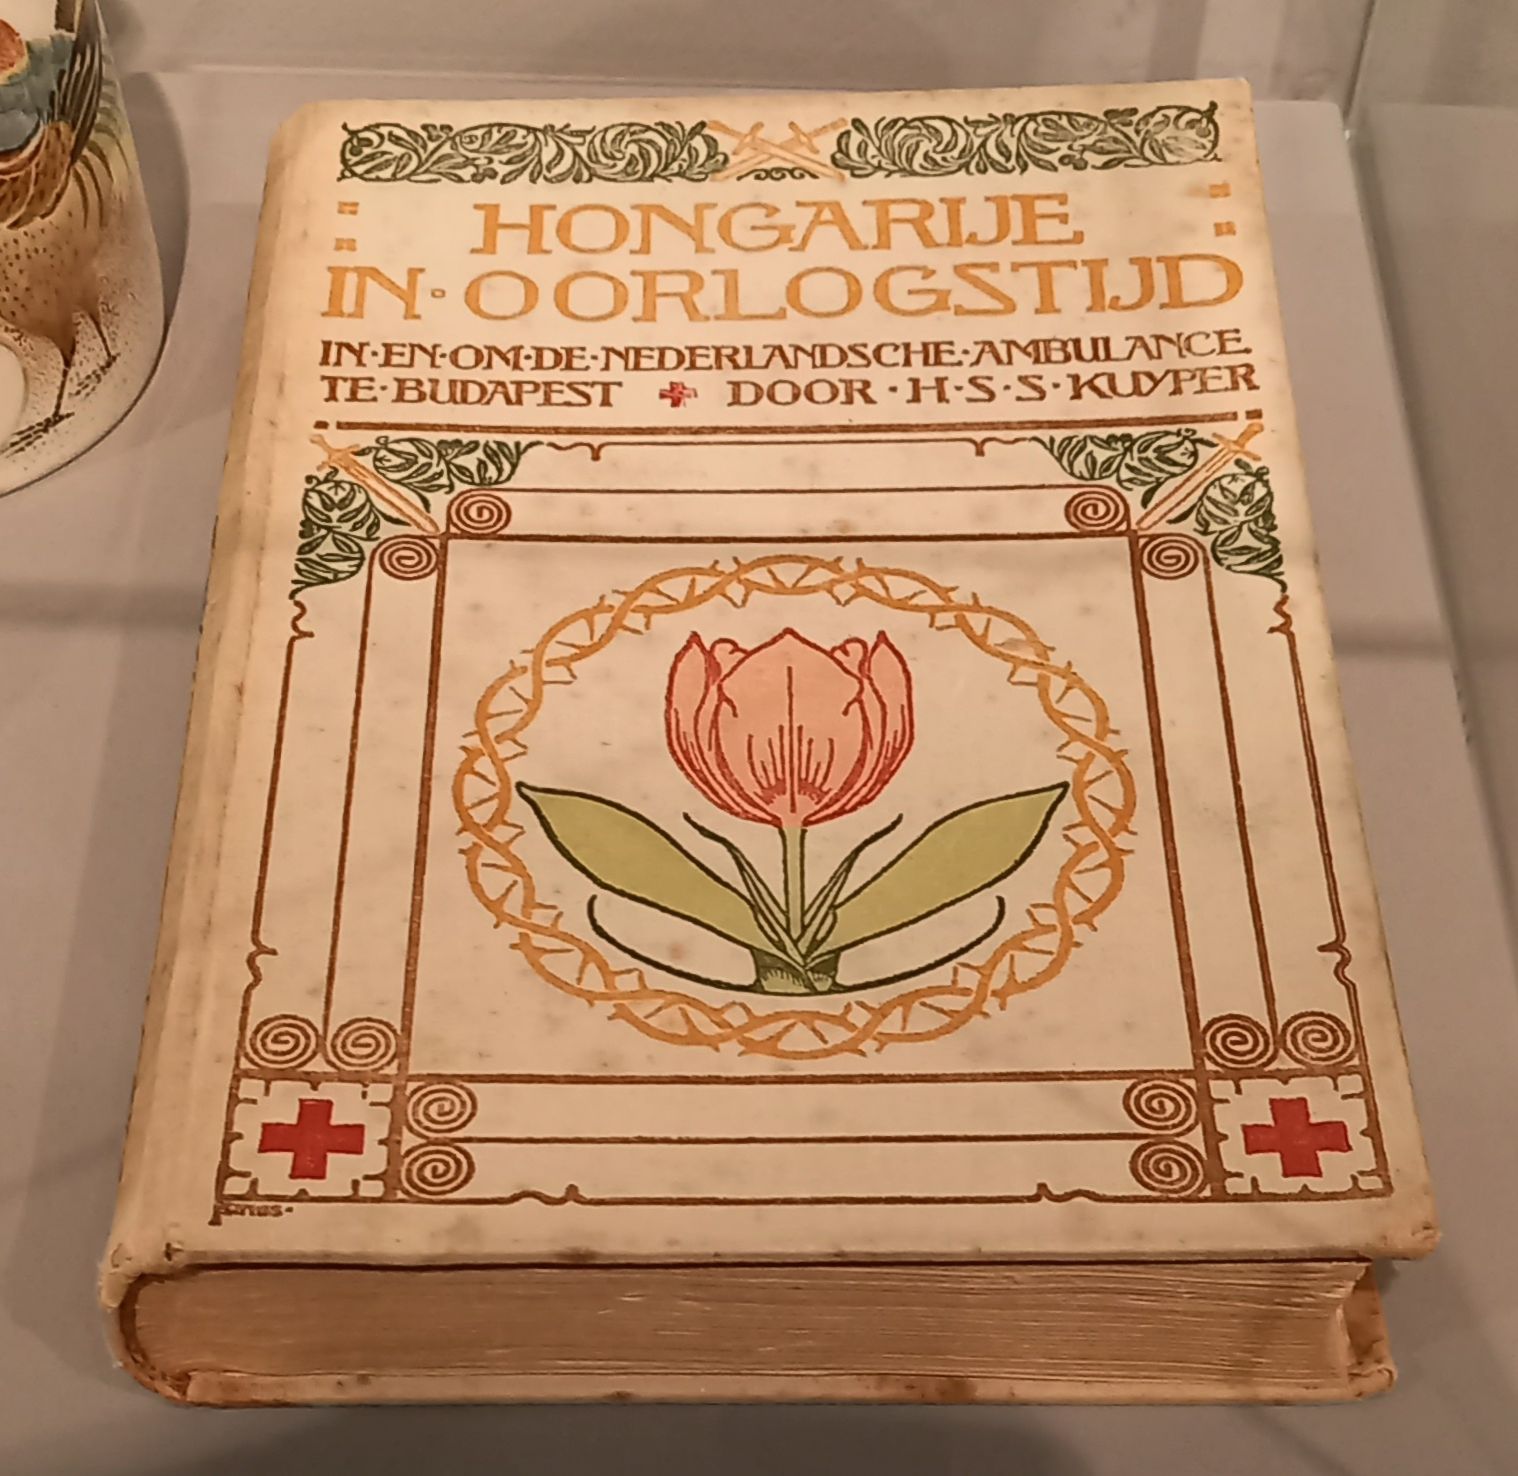 HONGARIJE
IN · OORLOGSTIJD
IN · EN · OM · DE · NEDERLANDSCHE · AMBULANCE
TE · BUDAPEST DOOR · H · S · S · KUYPER